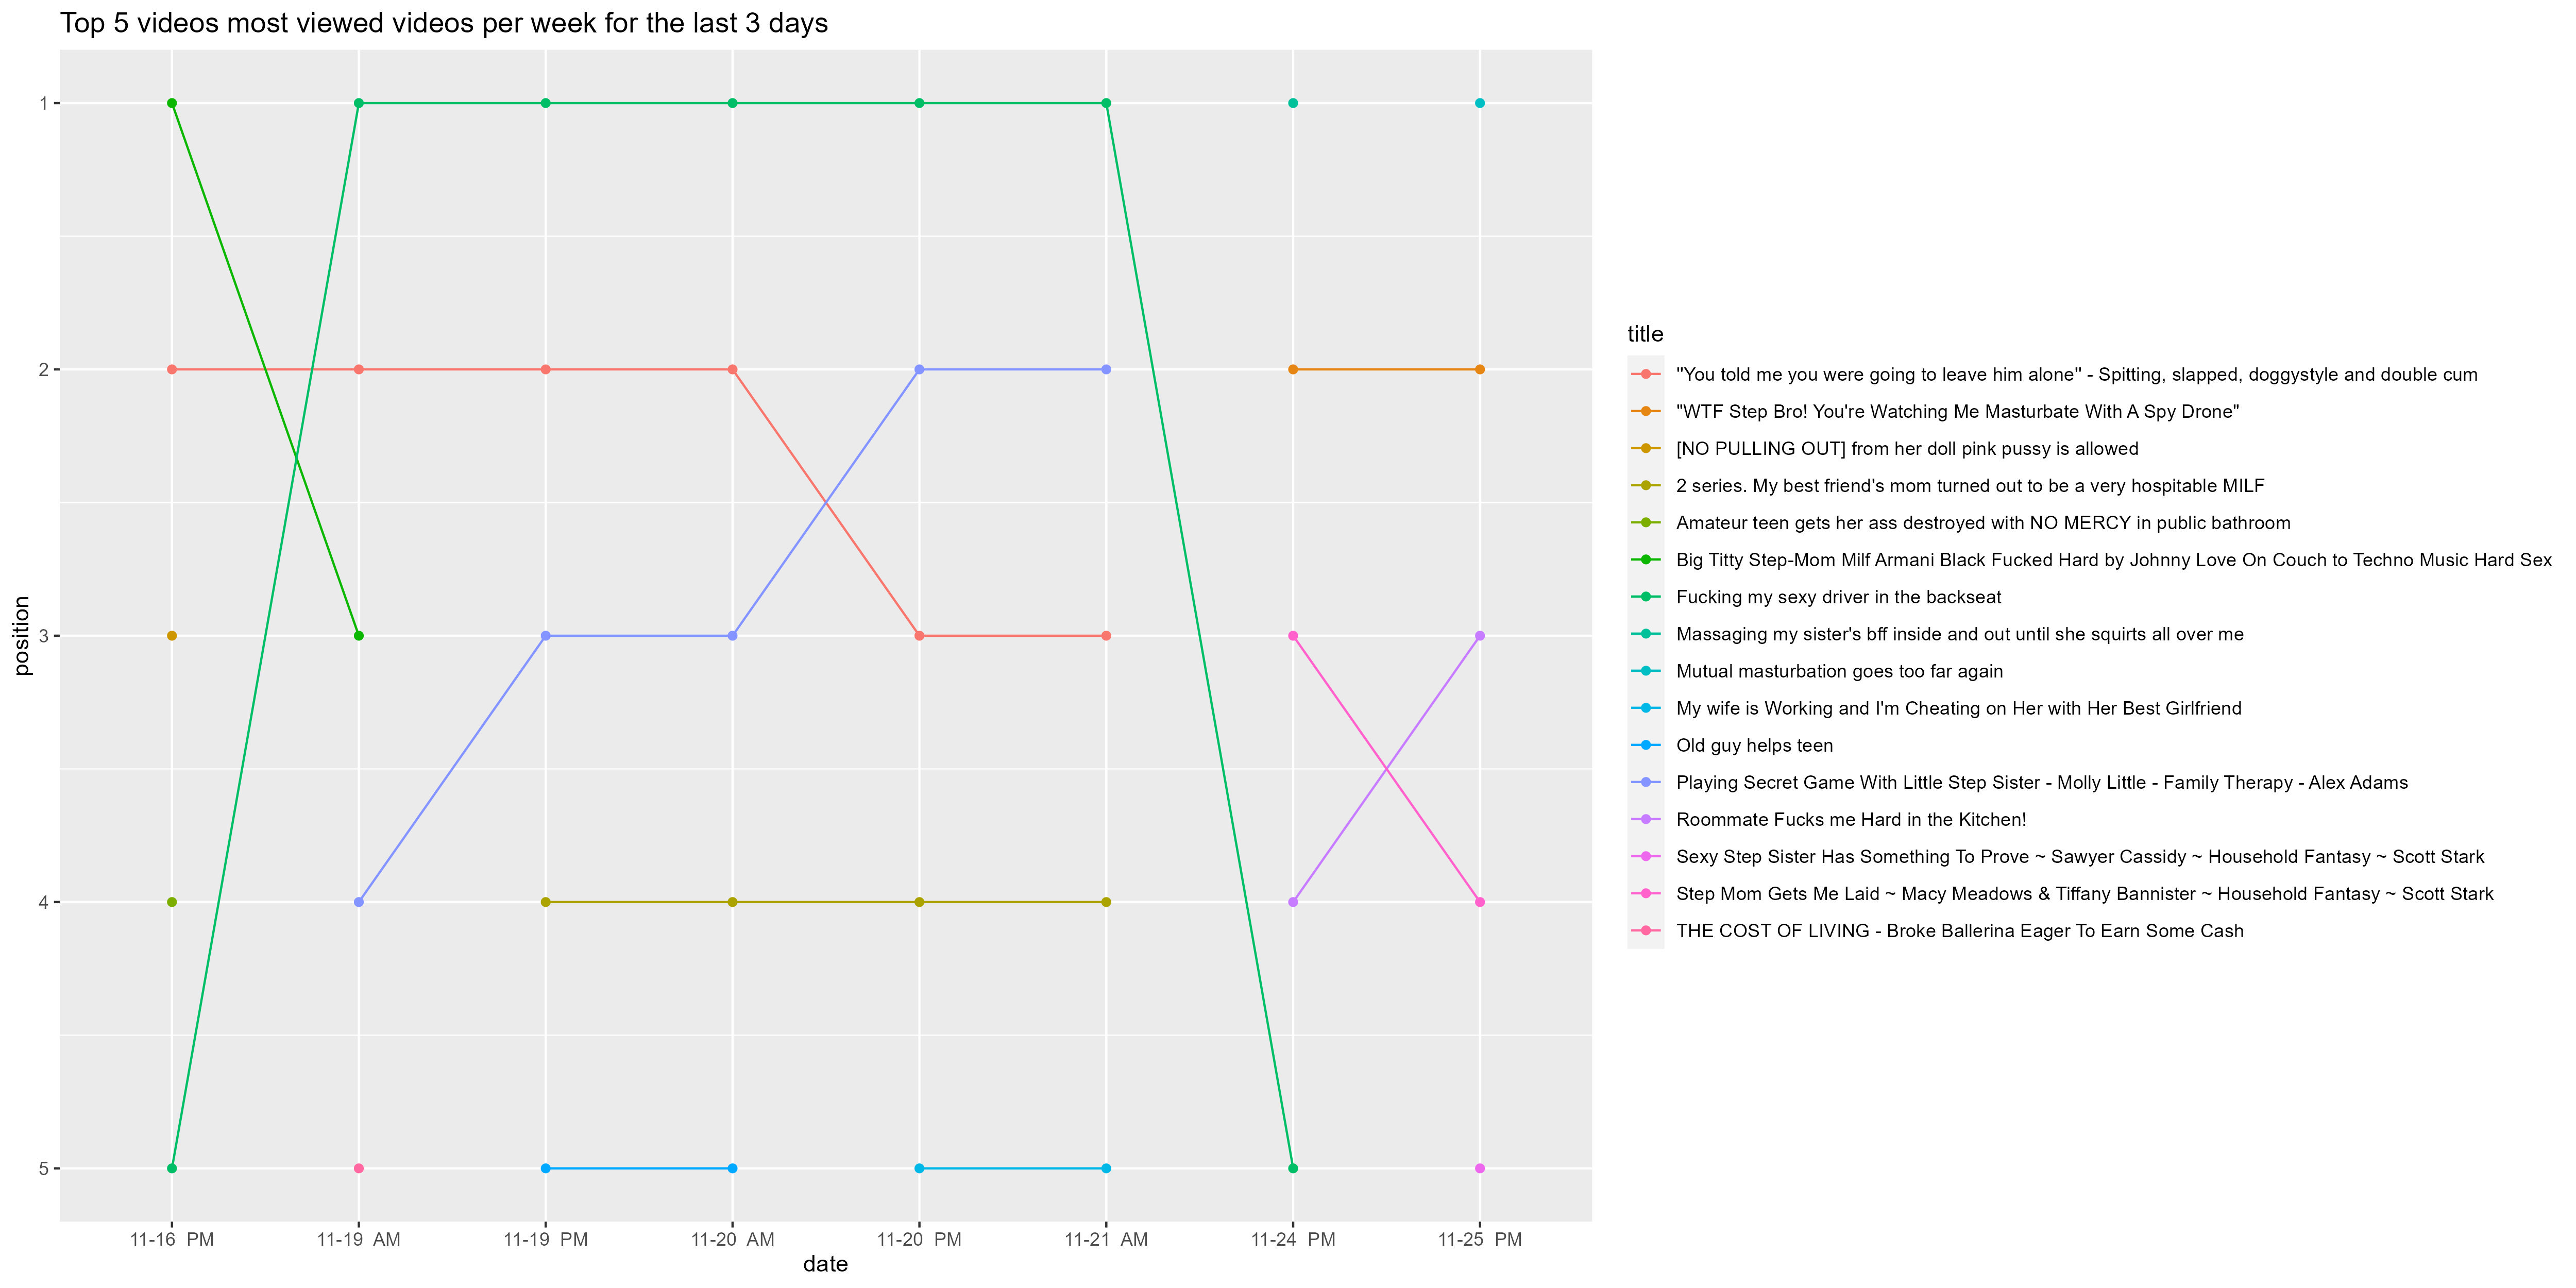 Top 5 videos most viewed videos per week for the last 3 days
1
2
3
4
5
position
11-16 PM
11-19 AM
11-19 PM
11-20 AM
11-20 PM
11-21 AM
11-24 PM
11-25 PM
date
title
"You told me you were going to leave him alone" - Spitting, slapped, doggystyle and double cum
"WTF Step Bro! You're Watching Me Masturbate With A Spy Drone"
[NO PULLING OUT] from her doll pink pussy is allowed
2 series. My best friend's mom turned out to be a very hospitable MILF
Amateur teen gets her ass destroyed with NO MERCY in public bathroom
Big Titty Step-Mom Milf Armani Black Fucked Hard by Johnny Love On Couch to Techno Music Hard Sex
Fucking my sexy driver in the backseat
Massaging my sister's bff inside and out until she squirts all over me
Mutual masturbation goes too far again
My wife is Working and I'm Cheating on Her with Her Best Girlfriend
Old guy helps teen
Playing Secret Game With Little Step Sister - Molly Little - Family Therapy - Alex Adams
Roommate Fucks me Hard in the Kitchen!
Sexy Step Sister Has Something To Prove ~ Sawyer Cassidy ~ Household Fantasy ~ Scott Stark
Step Mom Gets Me Laid ~ Macy Meadows & Tiffany Bannister ~ Household Fantasy ~ Scott Stark
THE COST OF LIVING - Broke Ballerina Eager To Earn Some Cash